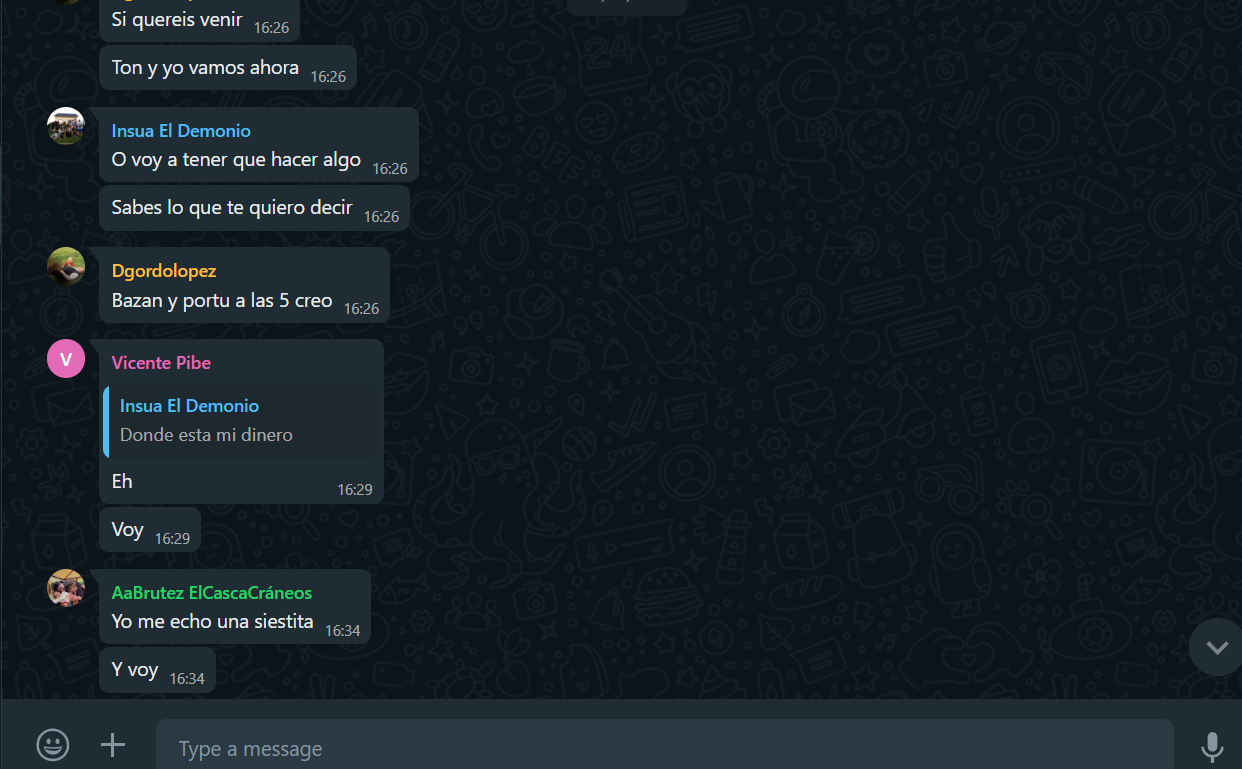 Si quereis venir 16:26
Ton y yo vamos ahora 16:26
Insua El Demonio
O voy a tener que hacer algo 16:26
Sabes lo que te quiero decir 16:26
Dgordolopez
Bazan y portu a las 5 creo 16:26
V
Vicente Pibe
Insua El Demonio
Donde esta mi dinero
Eh 16:29
Voy 16:29
AaBrutez ElCascaCráneos
Yo me echo una siestita 16:34
Y voy 16:34
Type a message